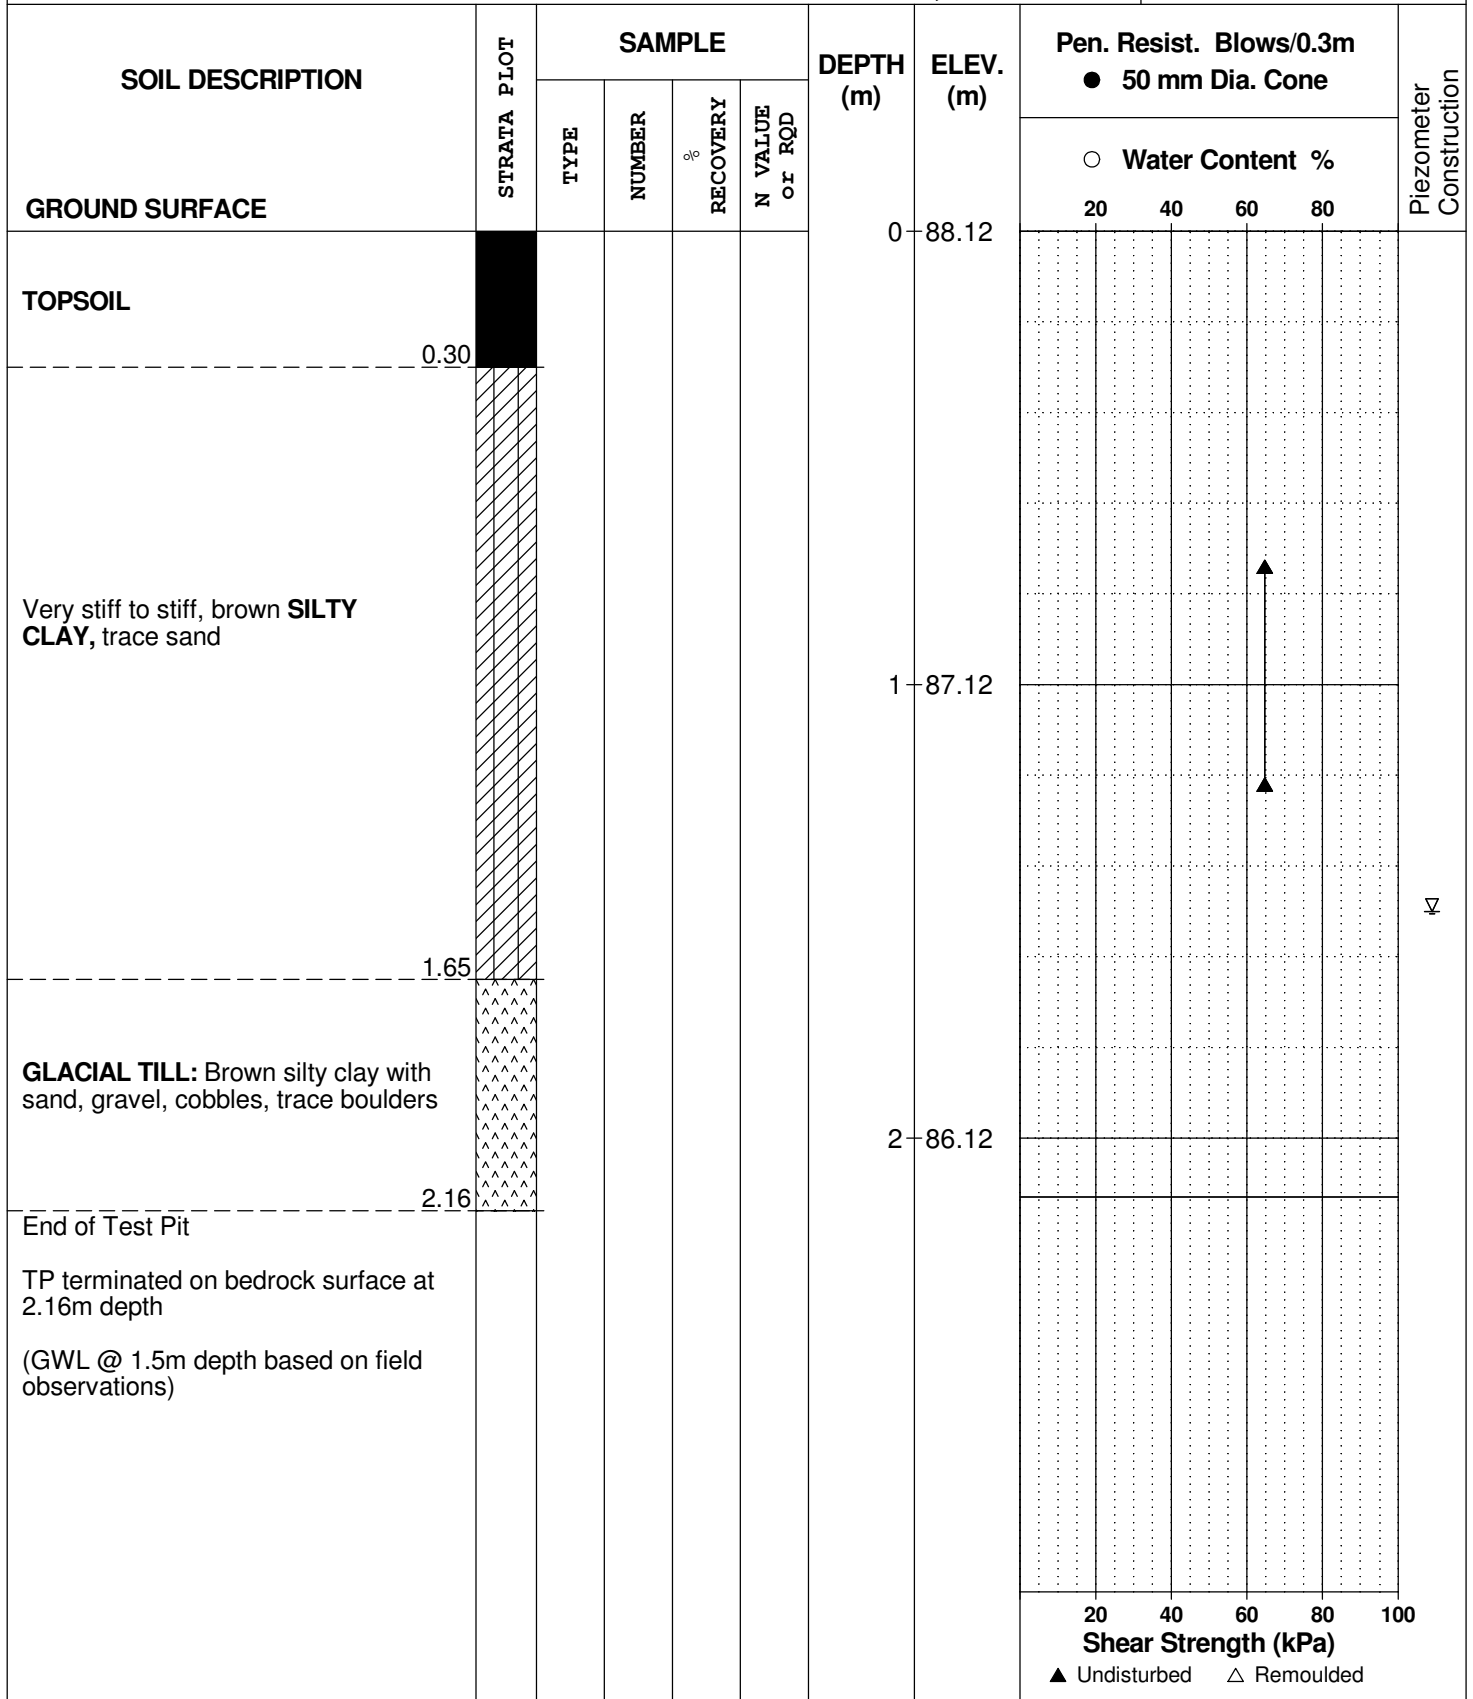 SOIL DESCRIPTION
GROUND SURFACE
STRATA PLOT
SAMPLE
TYPE
NUMBER
%
RECOVERY
N VALUE
or RQD
DEPTH
(m)
ELEV.
(m)
Pen. Resist. Blows/0.3m
● 50 mm Dia. Cone
○ Water Content %
20 40 60 80
Piezometer
Construction
0 88.12
TOPSOIL
0.30
Very stiff to stiff, brown SILTY
CLAY, trace sand
1 87.12
1.65
GLACIAL TILL: Brown silty clay with
sand, gravel, cobbles, trace boulders
2 86.12
2.16
End of Test Pit
TP terminated on bedrock surface at
2.16m depth
(GWL @ 1.5m depth based on field
observations)
20 40 60 80 100
Shear Strength (kPa)
▲ Undisturbed △ Remoulded